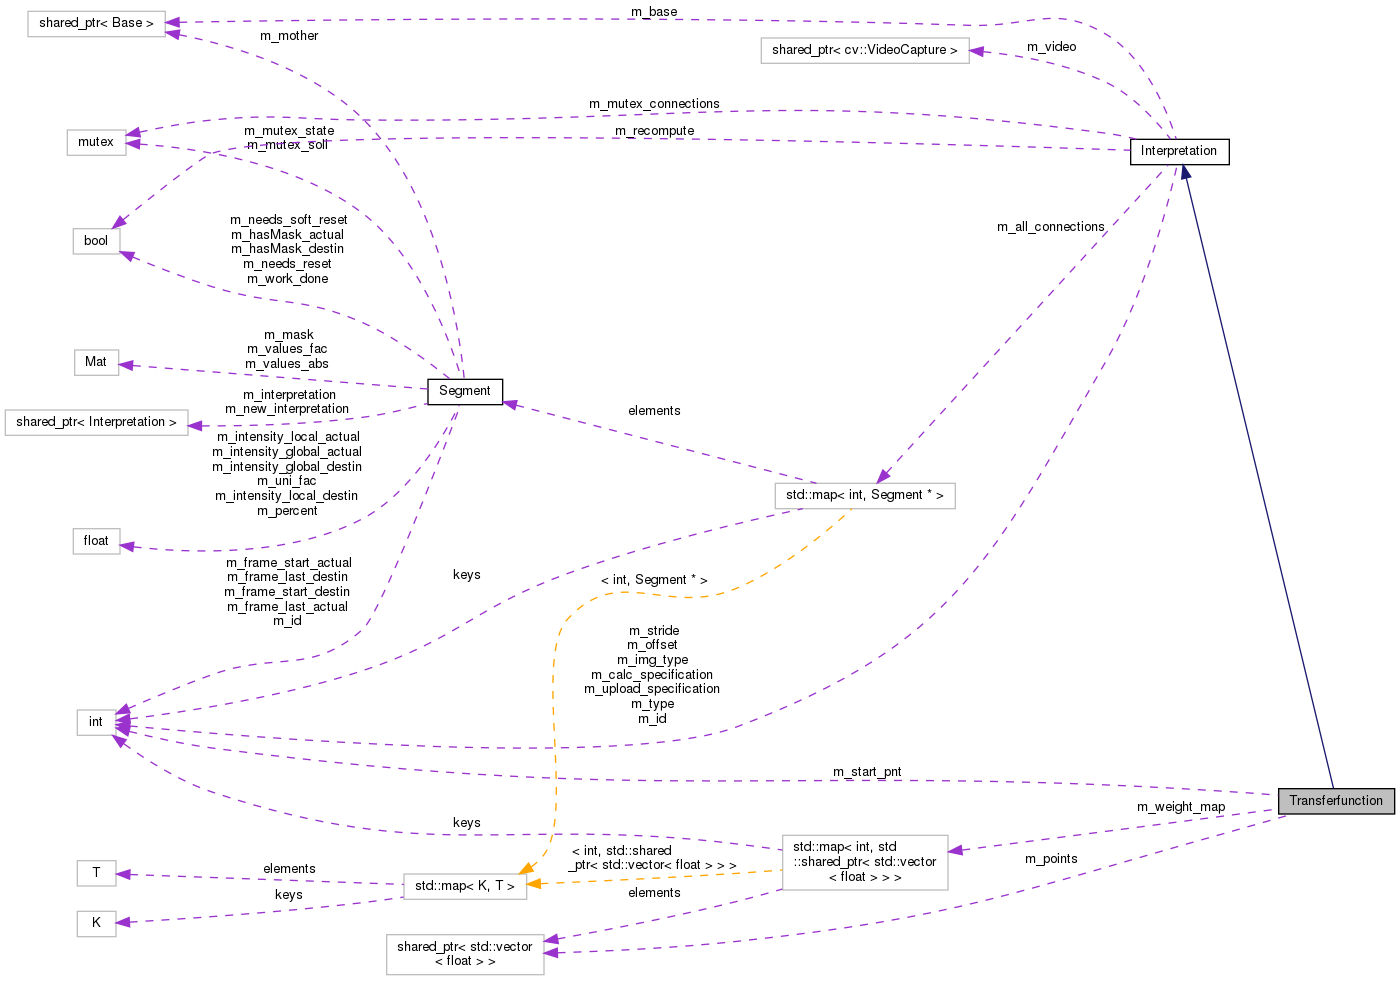 m_base
shared_ptr< Base >
m_mother
m_video
shared_ptr< cv::VideoCapture >
m_mutex_connections
m_mutex_state
m_recompute
mutex
m_mutex_soll
Interpretation
m_needs_soft_reset
m_all_connections
m_hasMask_actual
bool
m_hasMask_destin
m_needs_reset
m_work_done
m_mask
m_values_fac
Mat
m_values_abs
Segment
m_interpretation
m_new_interpretation
elements
shared_ptr< Interpretation >
m_intensity_local_actual
m_intensity_global_actual
m_intensity_global_destin
m_uni_fac
m_intensity_local_destin
std::map< int, Segment * >
m_percent
float
m_frame_start_actual
m_frame_last_destin
keys
< int, Segment * >
m_frame_start_destin
m_frame_last_actual
m_id
m_stride
m_offset
m_img_type
m_calc_specification
m_upload_specification
m_type
m_id
int
m_start_pnt
Transferfunction
m_weight_map
keys
std::map< int, std
::shared_ptr< std::vector
< float > > >
< int, std::shared
_ptr< std::vector< float > > >
m_points
elements
T
std::map< K, T >
keys
elements
K
shared_ptr< std::vector
< float > >